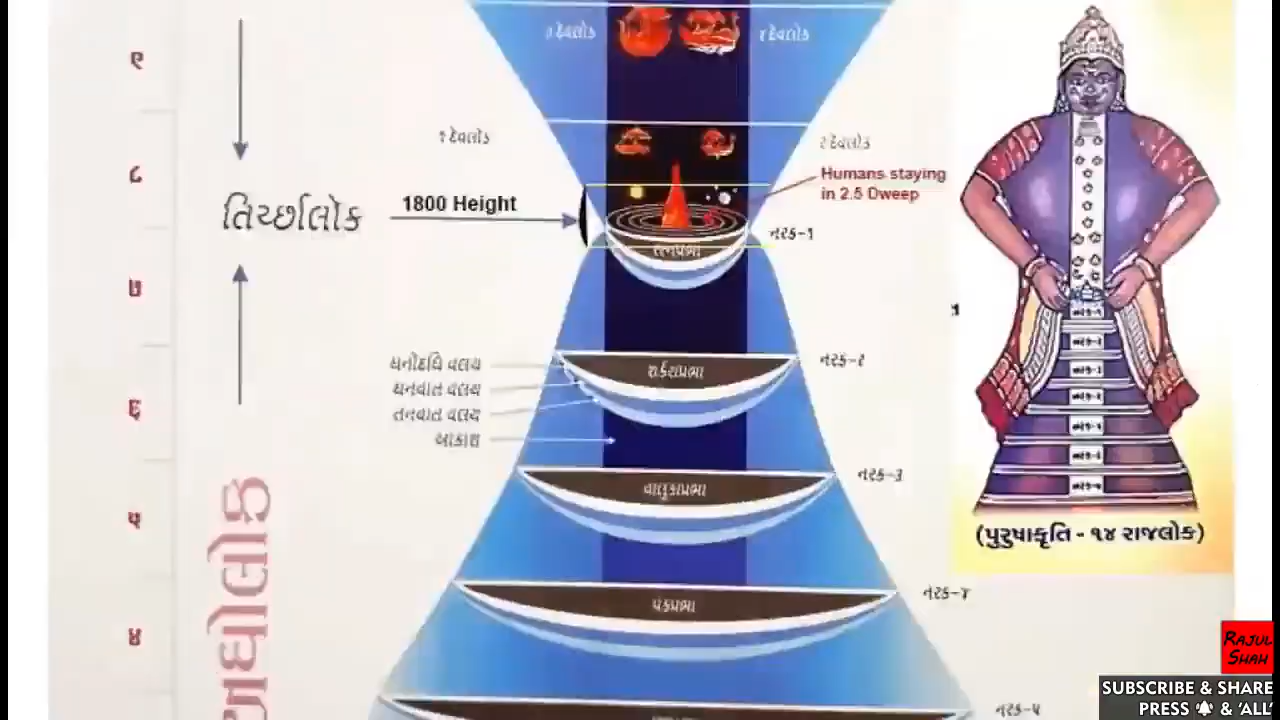 ૯
૩ દેવલોક
૪ દેવલોક
૧ દેવલોક
૨ દેવલોક
૮
Humans staying
in 2.5 Dweep
તિર્ચ્છાલોક
1800 Height
નરક-૧
રત્નપ્રભા
૭
ઘનોદધિ વલય
ઘનવાત વલય
તનવાત વલય
આકાશ
શર્કરાપ્રભા
નરક-૨
૬
વાલુકાપ્રભા
નરક-૩
૫
અધોલોક
પંકપ્રભા
નરક-૪
૪
નરક-૫
(પુરુષાકૃતિ - ૧૪ રાજલોક)
RAJUL
SHAH
SUBSCRIBE & SHARE
PRESS & 'ALL'